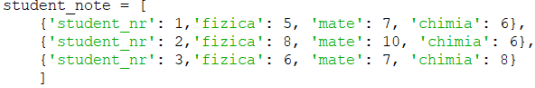 student_note = [
    {'student_nr': 1,'fizica': 5, 'mate': 7, 'chimia': 6},
    {'student_nr': 2,'fizica': 8, 'mate': 10, 'chimia': 6},
    {'student_nr': 3,'fizica': 6, 'mate': 7, 'chimia': 8}
    ]